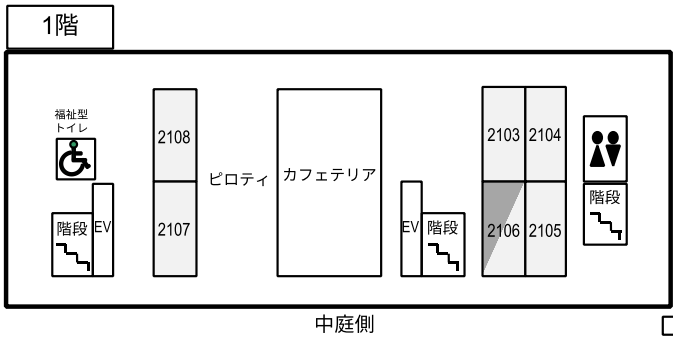 1階
福祉型
トイレ
2108
2107
ピロティ
カフェテリア
2103
2104
2106
2105
階段
EV
EV
階段
階段
中庭側